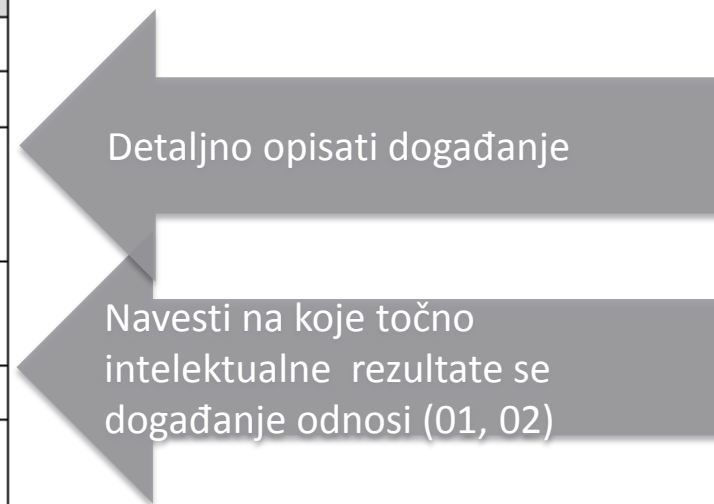 Detaljno opisati događanje
Navesti na koje točno
intelektualne  rezultate se
događanje odnosi (01, 02)